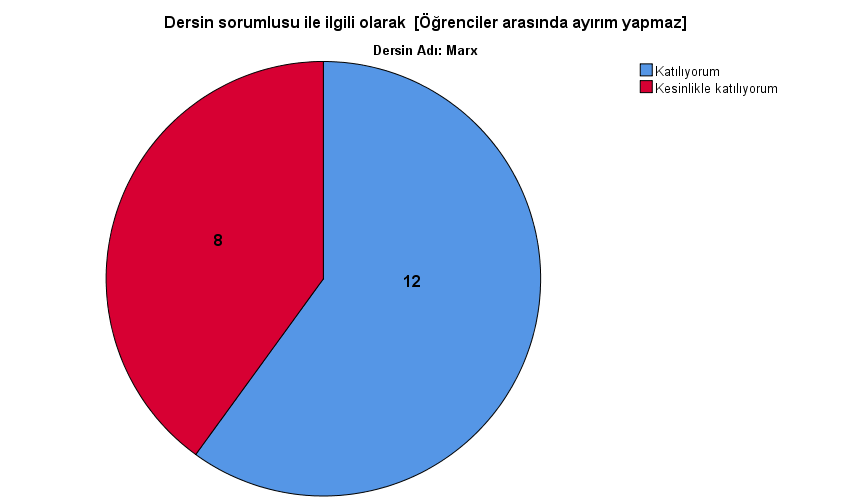 Dersin sorumlusu ile ilgili olarak  [Öğrenciler arasında ayırım yapmaz]
Dersin Adı: Marx
Katılıyorum
Kesinlikle katılıyorum
8
12